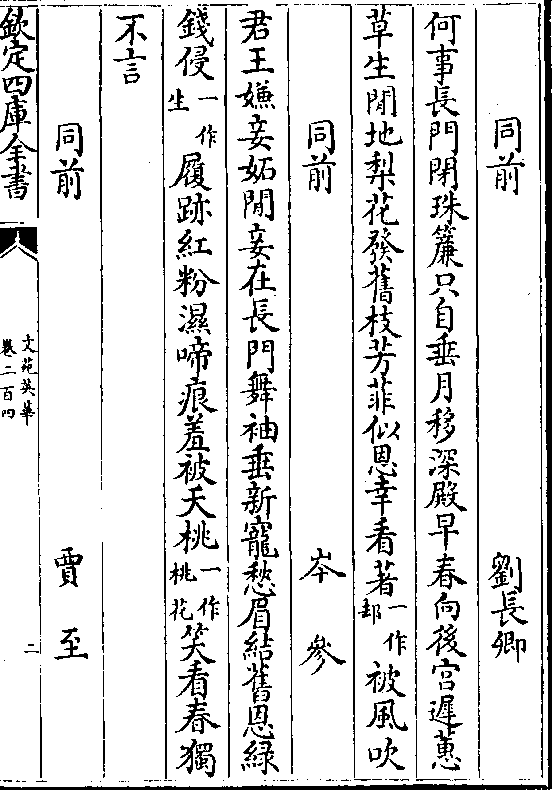 同前　劉長卿
何事長門閉珠簾只自垂月移深殿早春向後宫遲蕙
草生閒地梨花發舊枝芳菲似恩幸看著一作却被風吹
同前　岑參
君王嫌妾妬閒妾在長門舞袖垂新寵愁眉結舊恩緑
錢侵一作生履跡紅粉濕啼痕羞被夭桃一作桃花笑看春獨
不言
同前　賈至
欽定四庫全書
文苑英華
卷二百四
二